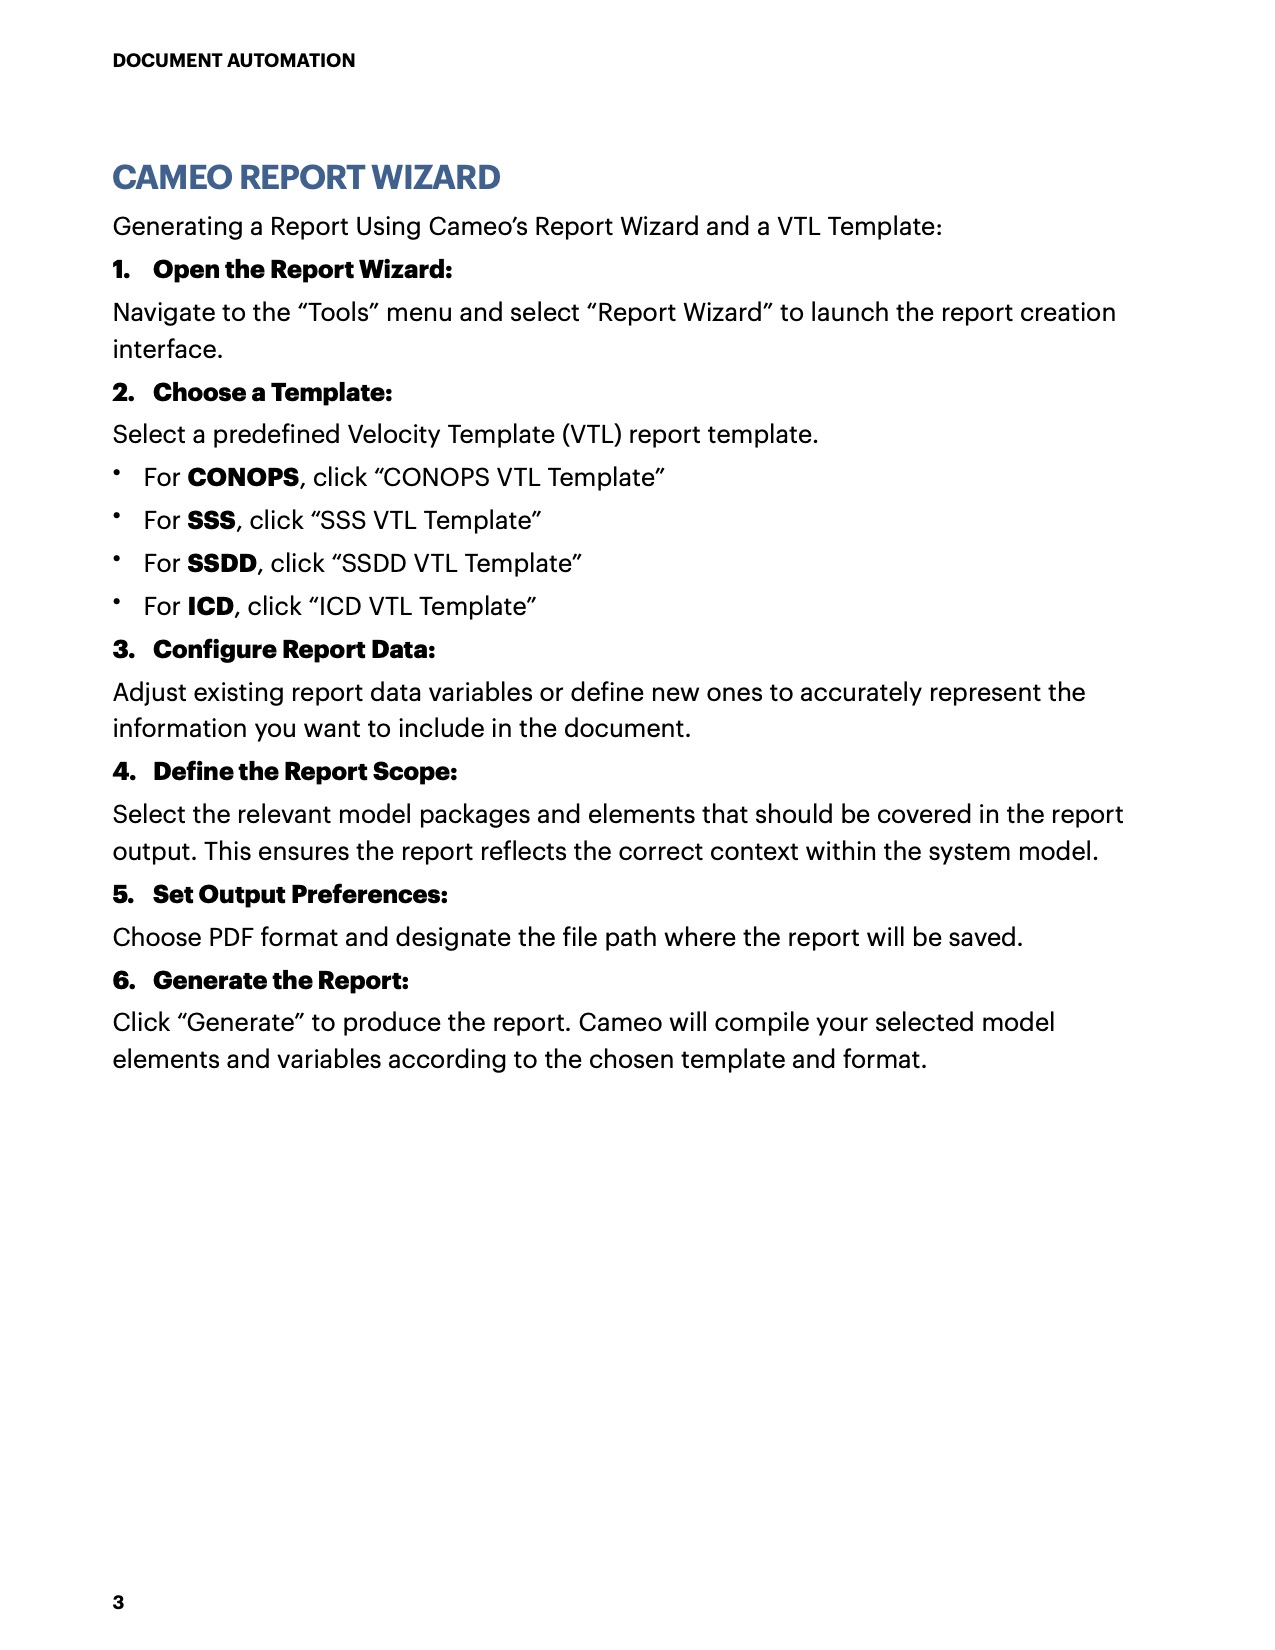 DOCUMENT AUTOMATION
CAMEO REPORT WIZARD
Generating a Report Using Cameo’s Report Wizard and a VTL Template:
1. Open the Report Wizard:
Navigate to the “Tools” menu and select “Report Wizard” to launch the report creation
interface.
2. Choose a Template:
Select a predefined Velocity Template (VTL) report template.
• For CONOPS, click “CONOPS VTL Template”
• For SSS, click “SSS VTL Template”
• For SSDD, click “SSDD VTL Template”
• For ICD, click “ICD VTL Template”
3. Configure Report Data:
Adjust existing report data variables or define new ones to accurately represent the
information you want to include in the document.
4. Define the Report Scope:
Select the relevant model packages and elements that should be covered in the report
output. This ensures the report reflects the correct context within the system model.
5. Set Output Preferences:
Choose PDF format and designate the file path where the report will be saved.
6. Generate the Report:
Click “Generate” to produce the report. Cameo will compile your selected model
elements and variables according to the chosen template and format.
3